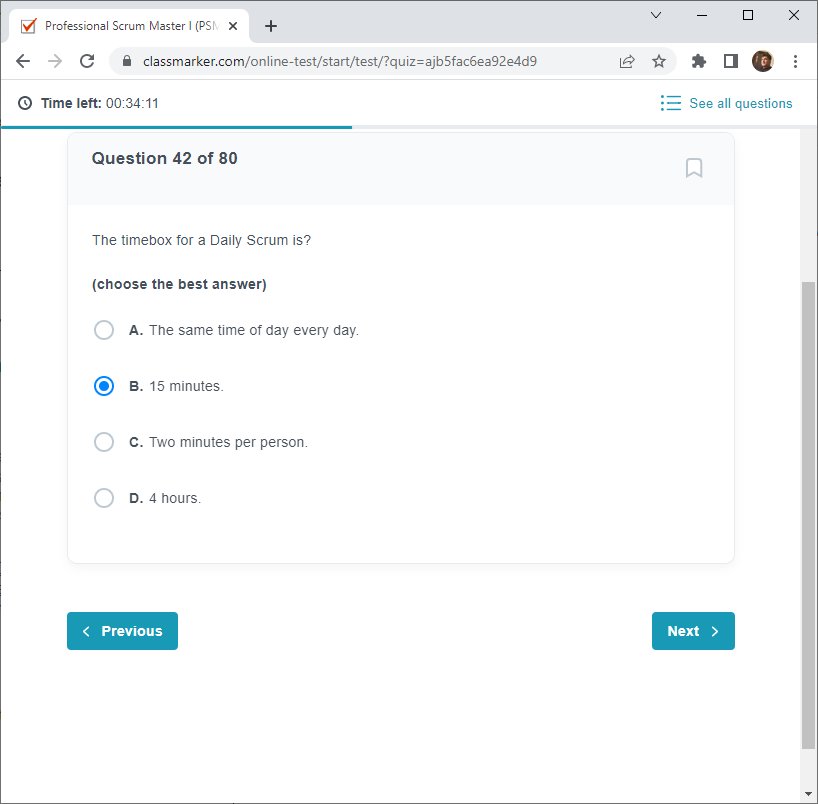 Professional Scrum Master I (PSM
classmarker.com/online-test/start/test/?quiz=ajb5fac6ea92e4d9
Time left: 00:34:11
See all questions
Question 42 of 80
The timebox for a Daily Scrum is?
(choose the best answer)
A. The same time of day every day.
B. 15 minutes.
C. Two minutes per person.
D. 4 hours.
Previous
Next